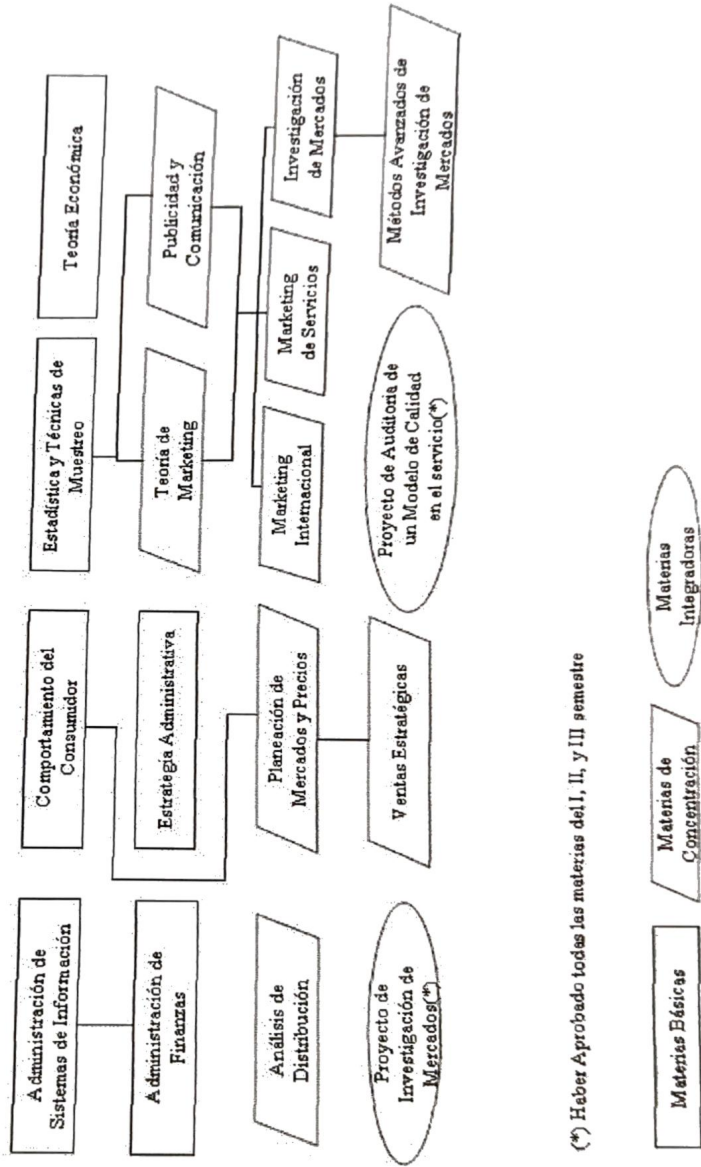 Administración de
Sistemas de Información
Comportamiento del
Consumidor
Estadística y Técnicas de
Muestreo
Teoría Económica
Administración de
Finanzas
Estrategia Administrativa
Teoría de
Marketing
Publicidad y
Comunicación
Análisis de
Distribución
Planeación de
Mercados y Precios
Marketing
Internacional
Marketing
de Servicios
Investigación
de Mercados
Proyecto de
Investigación de
Mercados(*)
Ventas Estratégicas
Proyecto de Auditoria de
un Modelo de Calidad
en el servicio(*)
Métodos Avanzados de
Investigación de
Mercados
(*) Haber Aprobado todas las materias del I, II, y III semestre
Materias Básicas
Materias de
Concentración
Materias
Integradoras